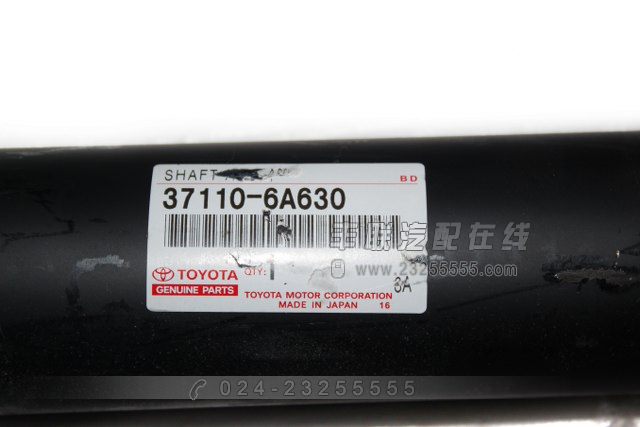 SHAFT
BD
37110-6A630
车联汽配在线
www.23255555.com
TOYOTA
QTY: 1
GENUINE PARTS
3A
TOYOTA MOTOR CORPORATION
MADE IN JAPAN 16
024-23255555